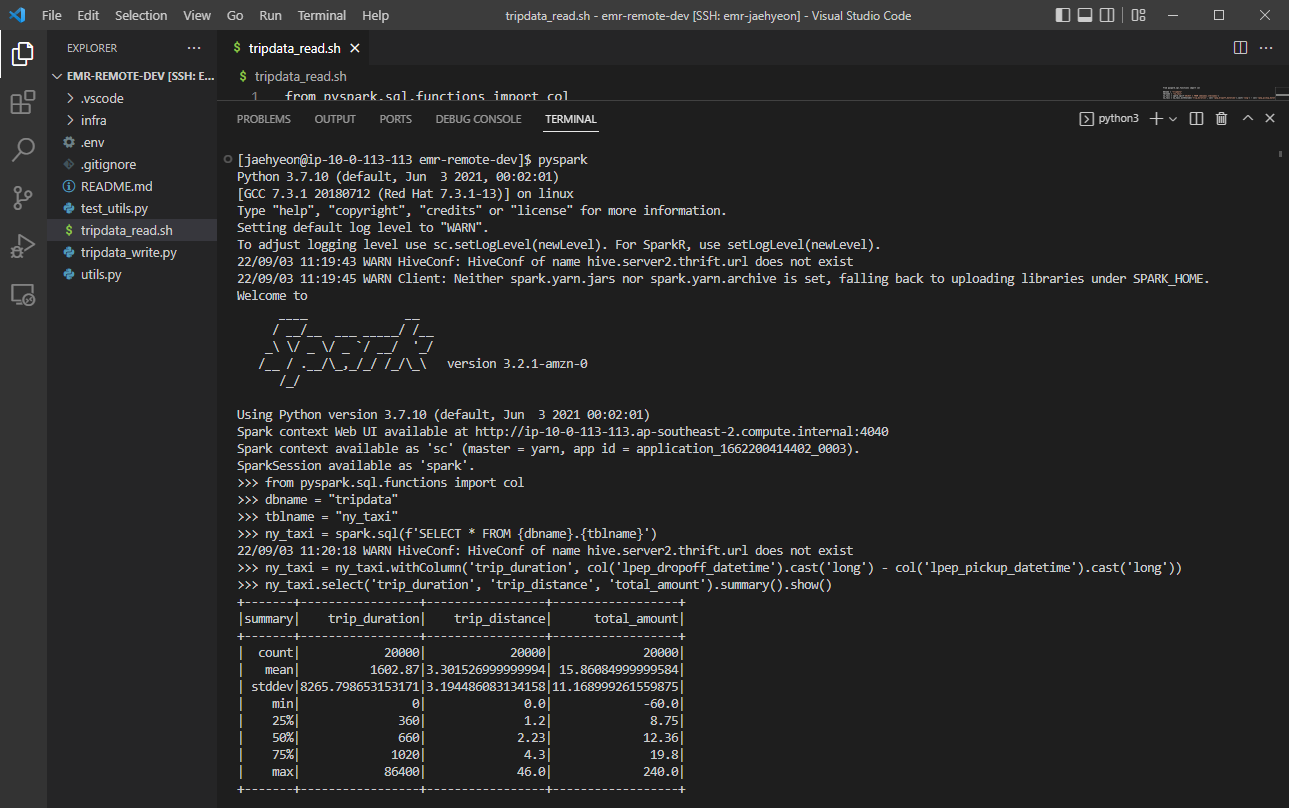 File Edit Selection View Go Run Terminal Help
tripdata_read.sh - emr-remote-dev [SSH: emr-jaehyeon] - Visual Studio Code
EXPLORER
EMR-REMOTE-DEV [SSH: E...
.vscode
infra
.env
.gitignore
README.md
test_utils.py
$ tripdata_read.sh
tripdata_write.py
utils.py
$ tripdata_read.sh
$ tripdata_read.sh
1 from pyspark.sql.functions import col
PROBLEMS OUTPUT PORTS DEBUG CONSOLE TERMINAL
python3
[jaehyeon@ip-10-0-113-113 emr-remote-dev]$ pyspark
Python 3.7.10 (default, Jun  3 2021, 00:02:01)
[GCC 7.3.1 20180712 (Red Hat 7.3.1-13)] on linux
Type "help", "copyright", "credits" or "license" for more information.
Setting default log level to "WARN".
To adjust logging level use sc.setLogLevel(newLevel). For SparkR, use setLogLevel(newLevel).
22/09/03 11:19:43 WARN HiveConf: HiveConf of name hive.server2.thrift.url does not exist
22/09/03 11:19:45 WARN Client: Neither spark.yarn.jars nor spark.yarn.archive is set, falling back to uploading libraries under SPARK_HOME.
Welcome to
      ____              __
     / __/__  ___ _____/ /__
    _\ \/ _ \/ _ `/ __/  '_/
   /__ / .__/\_,_/_/ /_/\_\   version 3.2.1-amzn-0
      /_/
Using Python version 3.7.10 (default, Jun  3 2021 00:02:01)
Spark context Web UI available at http://ip-10-0-113-113.ap-southeast-2.compute.internal:4040
Spark context available as 'sc' (master = yarn, app id = application_1662200414402_0003).
SparkSession available as 'spark'.
>>> from pyspark.sql.functions import col
>>> dbname = "tripdata"
>>> tblname = "ny_taxi"
>>> ny_taxi = spark.sql(f'SELECT * FROM {dbname}.{tblname}')
22/09/03 11:20:18 WARN HiveConf: HiveConf of name hive.server2.thrift.url does not exist
>>> ny_taxi = ny_taxi.withColumn('trip_duration', col('lpep_dropoff_datetime').cast('long') - col('lpep_pickup_datetime').cast('long'))
>>> ny_taxi.select('trip_duration', 'trip_distance', 'total_amount').summary().show()
+-------+-----------------+-----------------+------------------+
|summary|    trip_duration|    trip_distance|      total_amount|
+-------+-----------------+-----------------+------------------+
|  count|            20000|            20000|             20000|
|   mean|          1602.87|3.301526999999994| 15.86084999999584|
| stddev|8265.798653153171|3.194486083134158|11.168999261559875|
|    min|                0|              0.0|             -60.0|
|    25%|              360|              1.2|              8.75|
|    50%|              660|             2.23|             12.36|
|    75%|             1020|              4.3|              19.8|
|    max|            86400|             46.0|             240.0|
+-------+-----------------+-----------------+------------------+